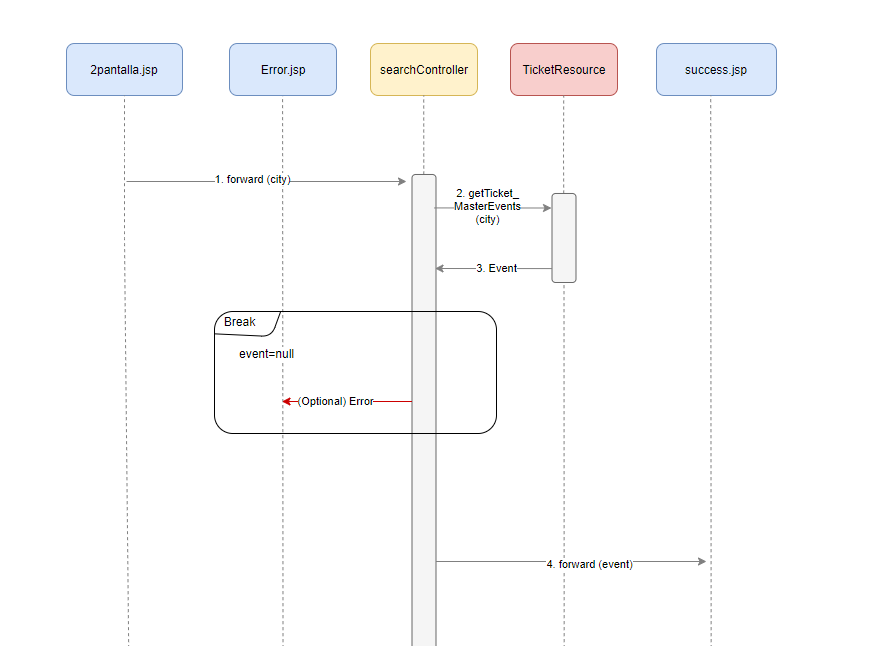 2pantalla.jsp
Error.jsp
searchController
TicketResource
success.jsp
1. forward (city)
2. getTicket_
MasterEvents
(city)
3. Event
Break
event=null
(Optional) Error
4. forward (event)